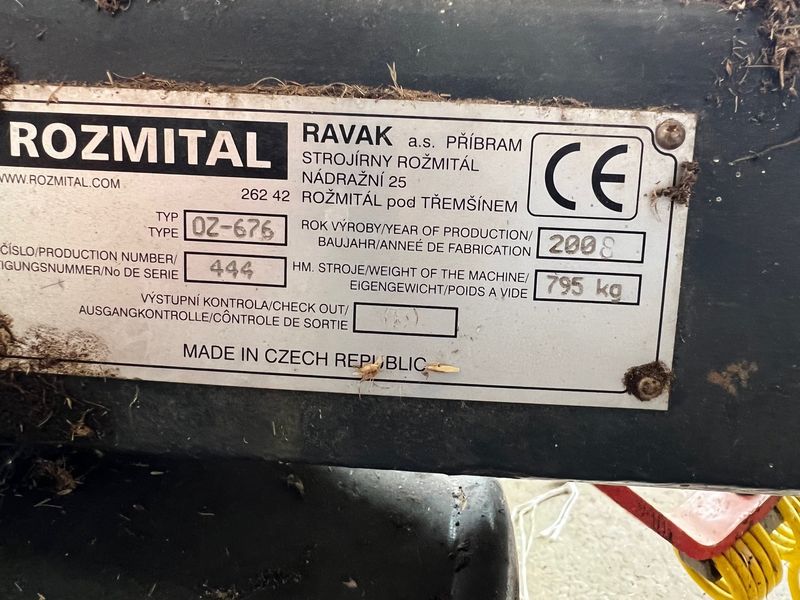 ROZMITAL
WWW.ROZMITAL.COM
RAVAK a.s. PŘÍBRAM
STROJÍRNY ROŽMITÁL
NÁDRAŽNÍ 25
262 42 ROŽMITÁL pod TŘEMŠÍNEM
CE
TYP
TYPE OZ-676
ROK VÝROBY/YEAR OF PRODUCTION/
BAUJAHR/ANNEÉ DE FABRICATION 2008
ČÍSLO/PRODUCTION NUMBER/
TIGUNGSNUMMER/No DE SERIE 444
HM. STROJE/WEIGHT OF THE MACHINE/
EIGENGEWICHT/POIDS A VIDE 795 kg
VÝSTUPNÍ KONTROLA/CHECK OUT/
AUSGANGKONTROLLE/CÔNTROLE DE SORTIE
MADE IN CZECH REPUBLIC